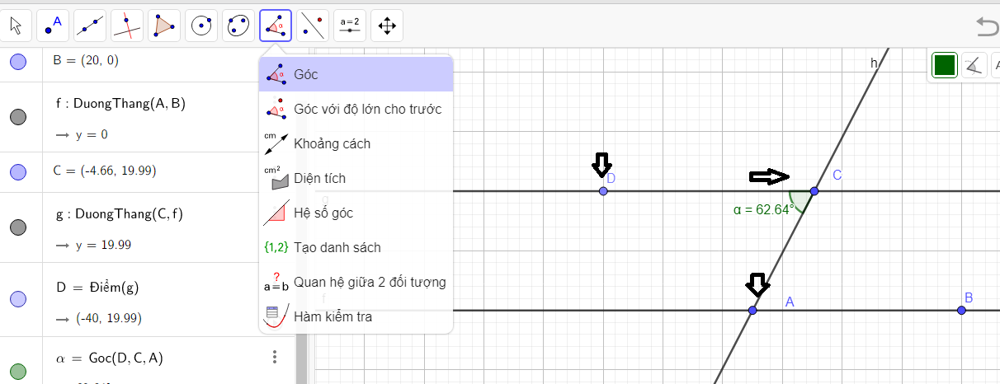 A
a=2
B = (20, 0)
f : DuongThang(A, B)
→ y = 0
C = (-4.66, 19.99)
g : DuongThang(C, f)
→ y = 19.99
D = Điểm(g)
→ (-40, 19.99)
α = Goc(D, C, A)
Góc
Góc với độ lớn cho trước
cm
Khoảng cách
cm²
Diện tích
Hệ số góc
{1,2}
Tạo danh sách
?
a=b
Quan hệ giữa 2 đối tượng
Hàm kiểm tra
h
D
C
g
α = 62.64°
f
A
B